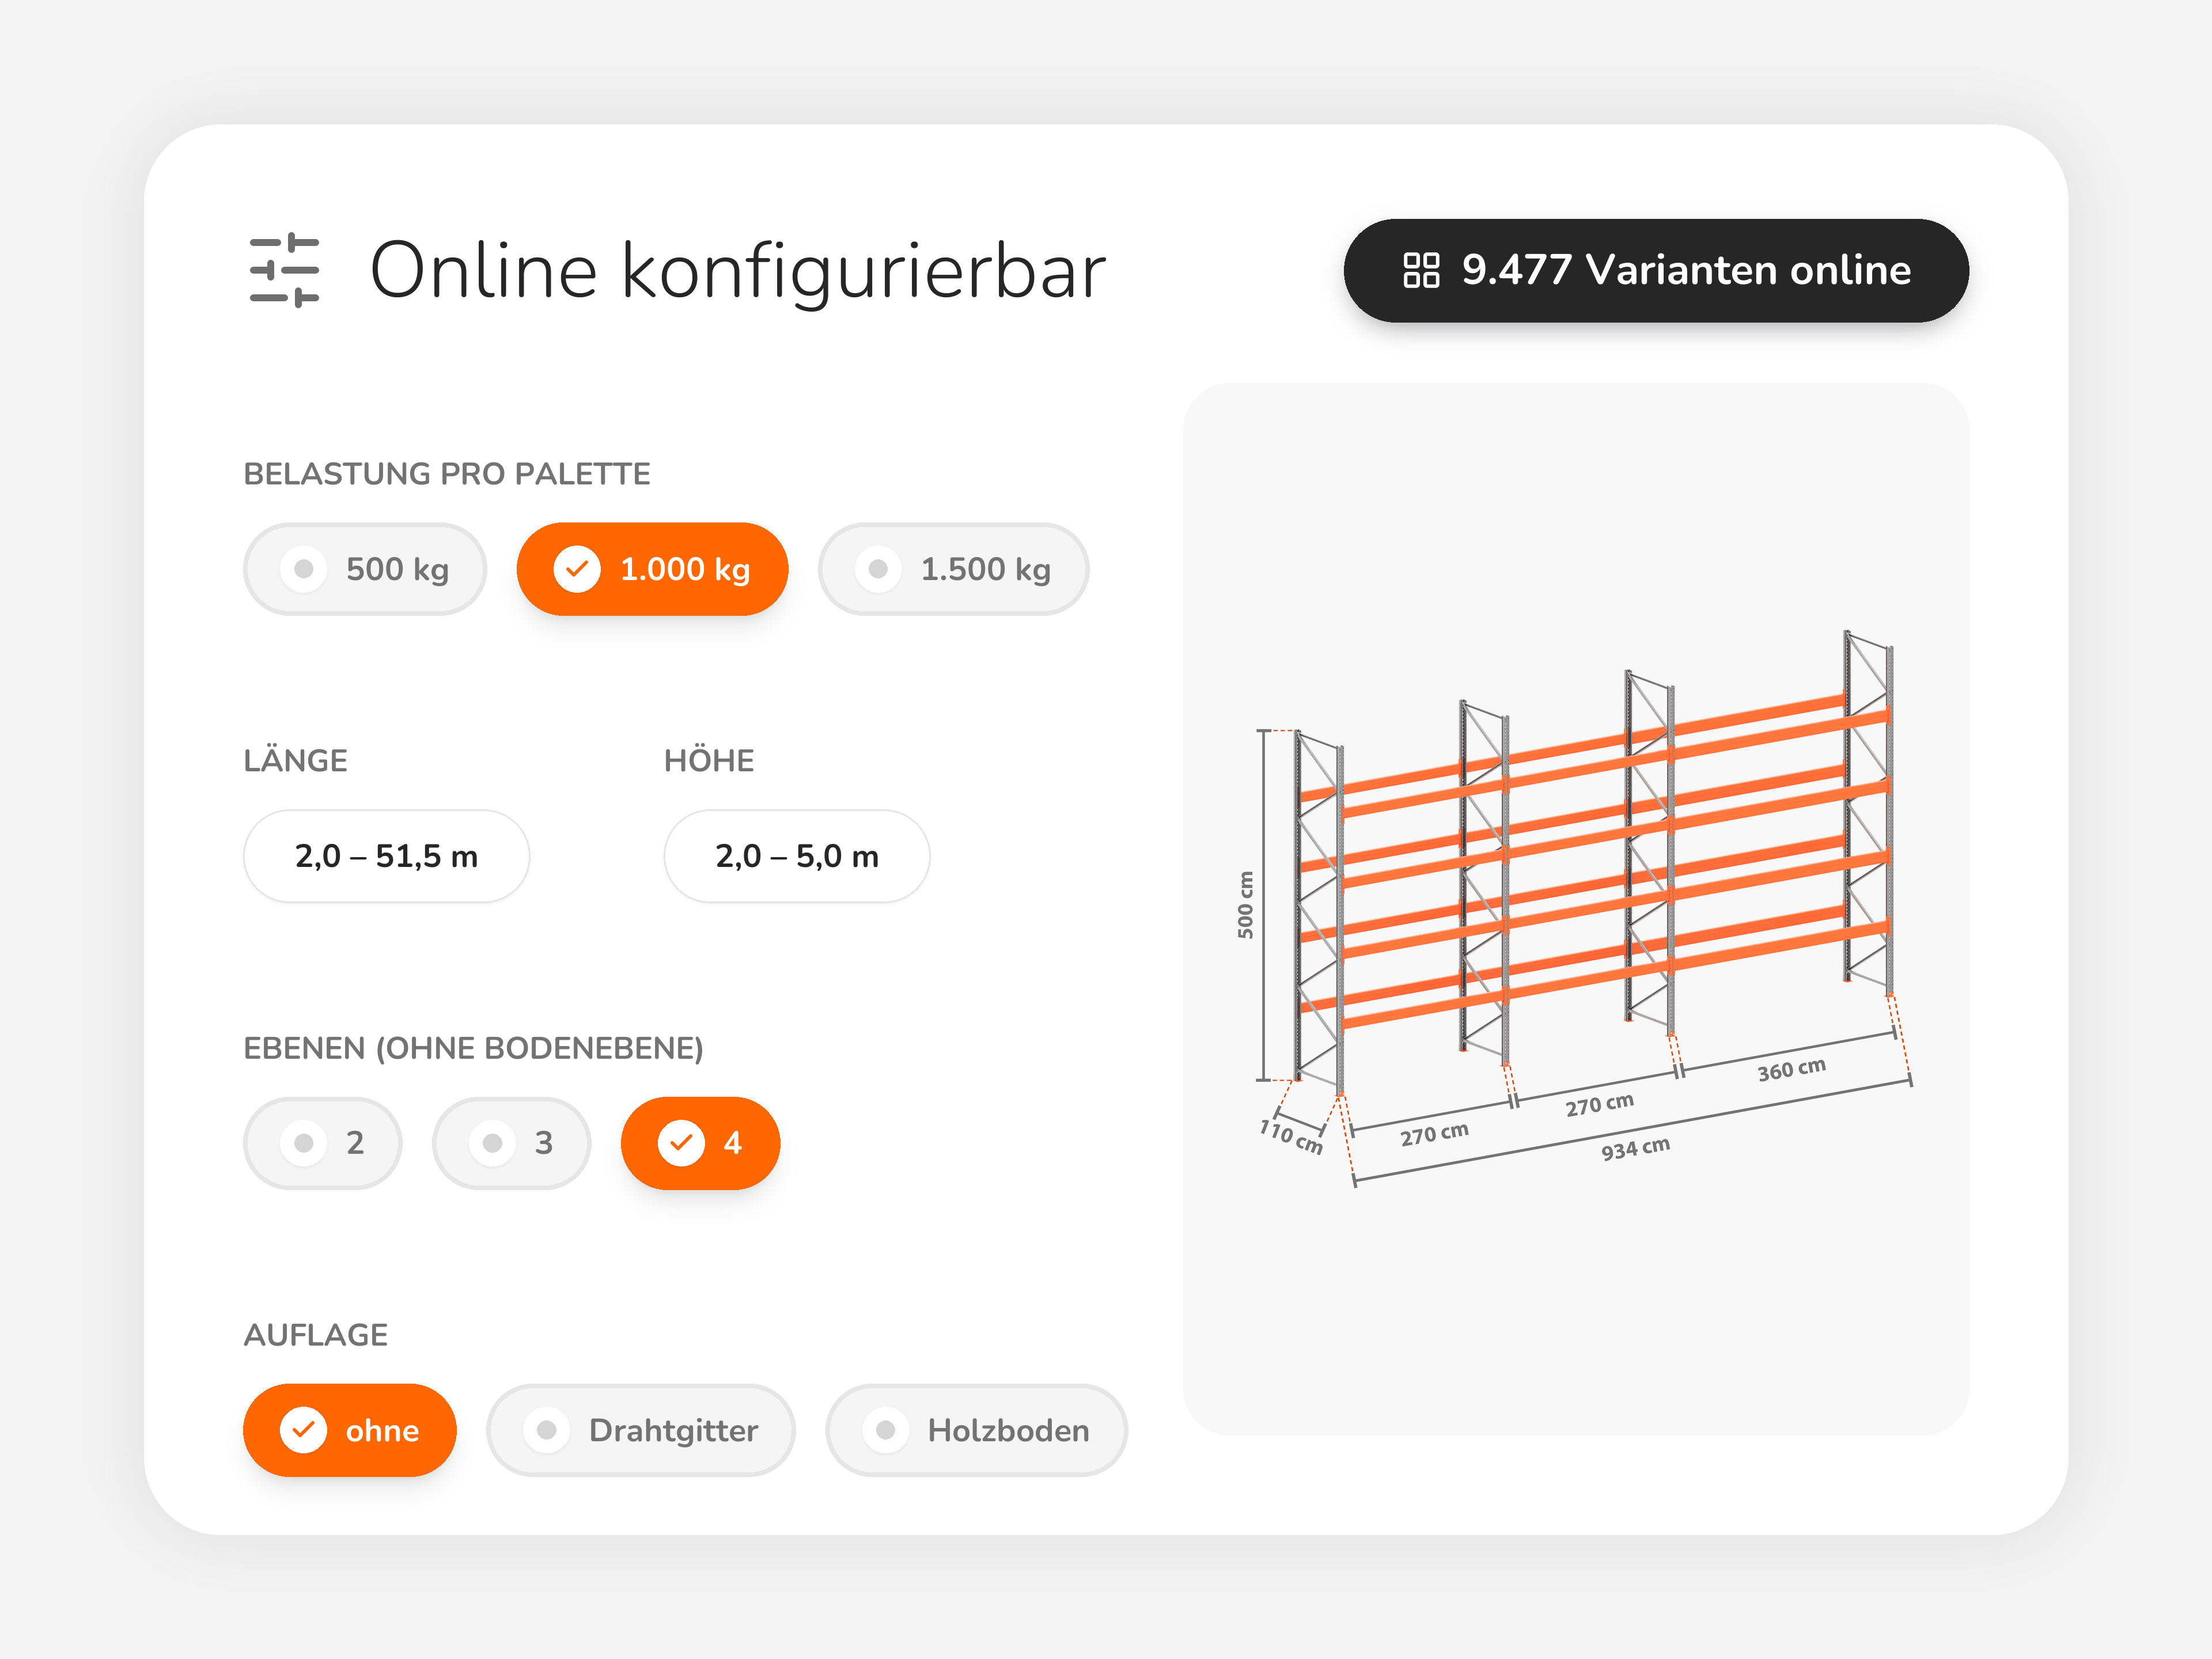 Online konfigurierbar
9.477 Varianten online
BELASTUNG PRO PALETTE
500 kg
1.000 kg
1.500 kg
LÄNGE
HÖHE
2,0 – 51,5 m
2,0 – 5,0 m
EBENEN (OHNE BODENEBENE)
2
3
4
AUFLAGE
ohne
Drahtgitter
Holzboden
500 cm
110 cm
270 cm
270 cm
360 cm
934 cm